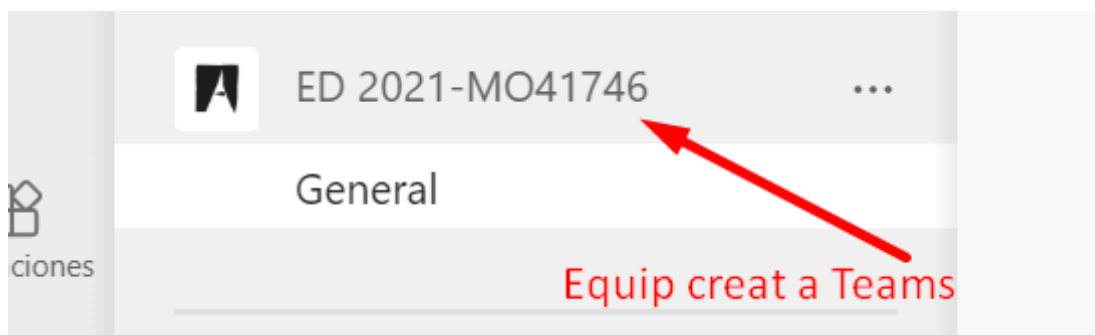 ED 2021-MO41746 ...
General
ciones
Equip creat a Teams